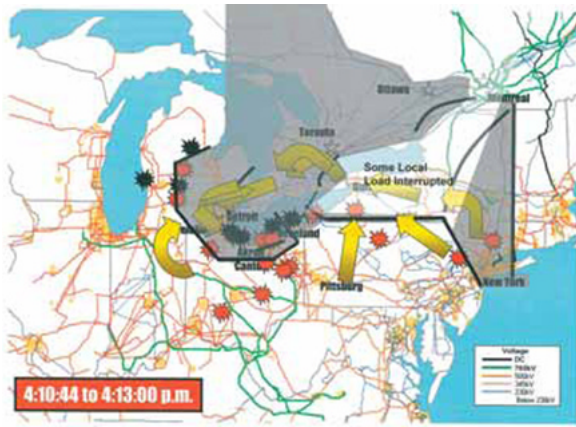 Ottawa
Montreal
Toronto
Some Local
Load Interrupted
Detroit
Pittsburg
New York
4:10:44 to 4:13:00 p.m.
Voltage
DC
765kV
500kV
345kV
230kV
Below 230kV